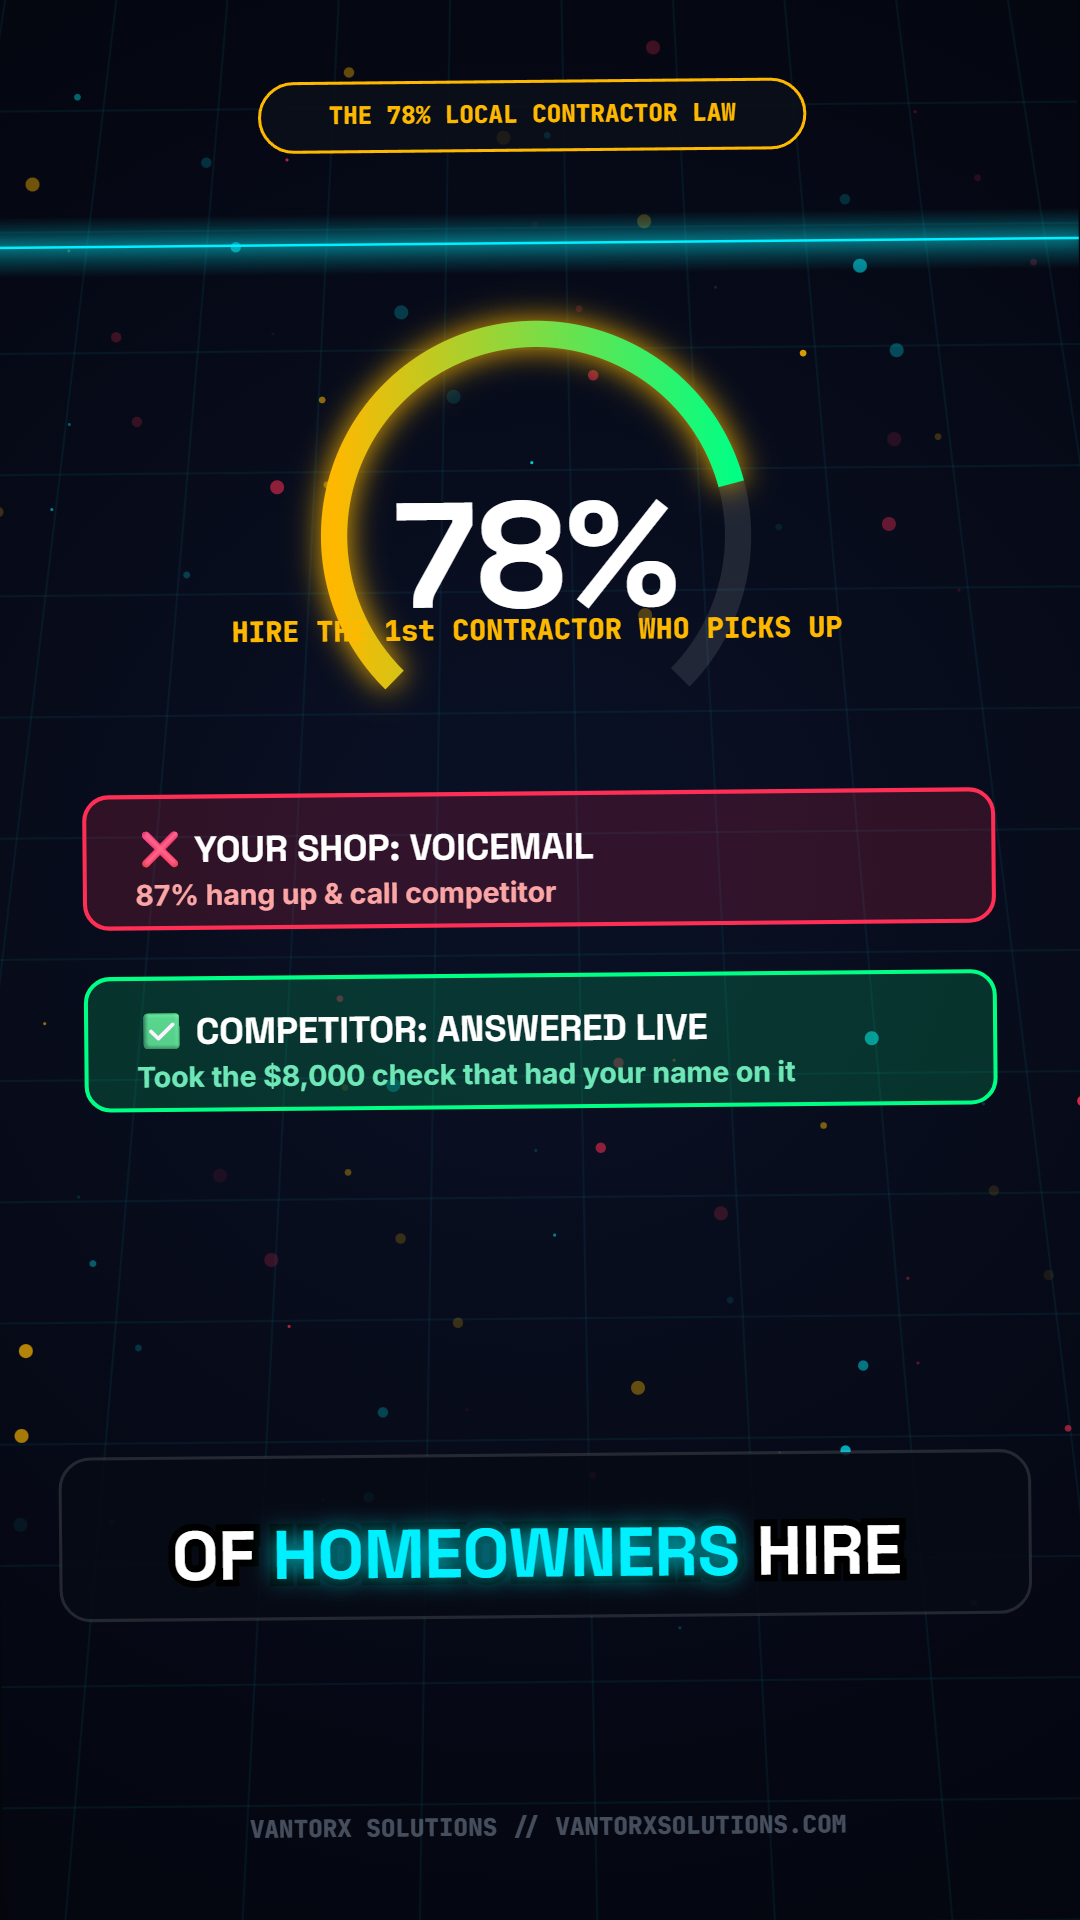 THE 78% LOCAL CONTRACTOR LAW
78%
HIRE THE 1st CONTRACTOR WHO PICKS UP
❌ YOUR SHOP: VOICEMAIL
87% hang up & call competitor
✅ COMPETITOR: ANSWERED LIVE
Took the $8,000 check that had your name on it
OF HOMEOWNERS HIRE
VANTORX SOLUTIONS // VANTORXSOLUTIONS.COM